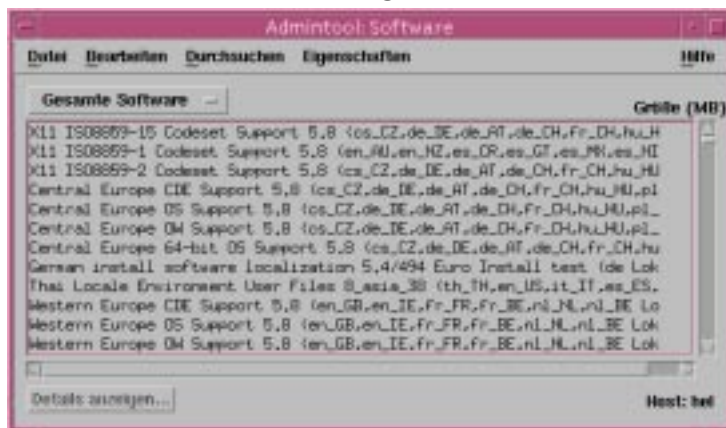 Admintool: Software
Datei Bearbeiten Durchsuchen Eigenschaften Hilfe
Gesamte Software
Größe (MB)
X11 ISO8859-15 Codeset Support 5.8 (cs_CZ,de_DE,de_AT,de_CH,fr_CH,hu_H
X11 ISO8859-1 Codeset Support 5.8 (en_AU,en_NZ,es_CR,es_GT,es_MX,es_NI
X11 ISO8859-2 Codeset Support 5.8 (cs_CZ,de_DE,de_AT,de_CH,fr_CH,hu_HU
Central Europe CDE Support 5.8 (cs_CZ,de_DE,de_AT,de_CH,fr_CH,hu_HU,pl
Central Europe OS Support 5.8 (cs_CZ,de_DE,de_AT,de_CH,fr_CH,hu_HU,pl_
Central Europe OW Support 5.8 (cs_CZ,de_DE,de_AT,de_CH,fr_CH,hu_HU,pl_
Central Europe 64-bit OS Support 5.8 (cs_CZ,de_DE,de_AT,de_CH,fr_CH,hu
German install software localization 5.4/494 Euro Install test (de Lok
Thai Locale Environment User Files 8_asia_38 (th_TH,en_US,it_IT,es_ES,
Western Europe CDE Support 5.8 (en_GB,en_IE,fr_FR,fr_BE,nl_NL,nl_BE Lo
Western Europe OS Support 5.8 (en_GB,en_IE,fr_FR,fr_BE,nl_NL,nl_BE Lok
Western Europe OW Support 5.8 (en_GB,en_IE,fr_FR,fr_BE,nl_NL,nl_BE Lok
Details anzeigen...
Host: hel